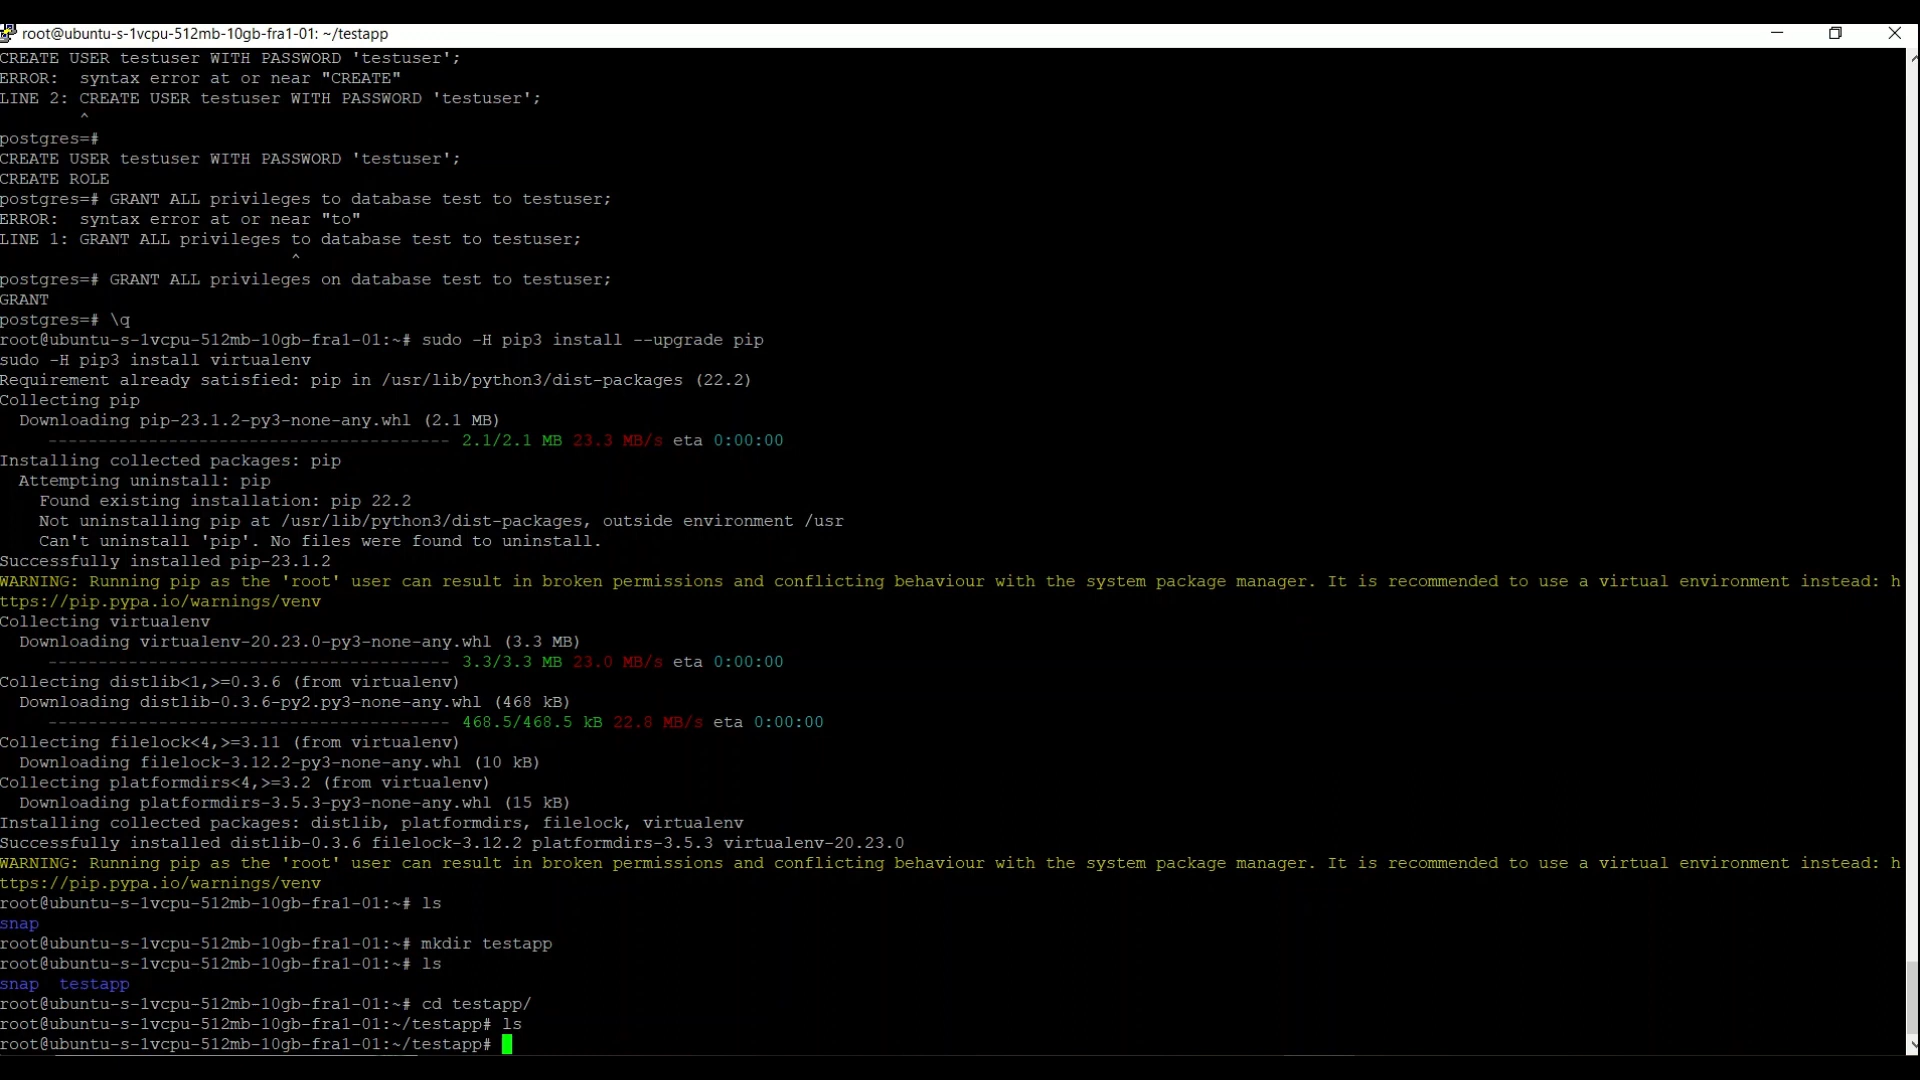 root@ubuntu-s-1vcpu-512mb-10gb-fra1-01: ~/testapp
CREATE USER testuser WITH PASSWORD 'testuser';
ERROR:  syntax error at or near "CREATE"
LINE 2: CREATE USER testuser WITH PASSWORD 'testuser';
        ^
postgres=#
CREATE USER testuser WITH PASSWORD 'testuser';
CREATE ROLE
postgres=# GRANT ALL privileges to database test to testuser;
ERROR:  syntax error at or near "to"
LINE 1: GRANT ALL privileges to database test to testuser;
                             ^
postgres=# GRANT ALL privileges on database test to testuser;
GRANT
postgres=# \q
root@ubuntu-s-1vcpu-512mb-10gb-fra1-01:~# sudo -H pip3 install --upgrade pip
sudo -H pip3 install virtualenv
Requirement already satisfied: pip in /usr/lib/python3/dist-packages (22.2)
Collecting pip
  Downloading pip-23.1.2-py3-none-any.whl (2.1 MB)
     ---------------------------------------- 2.1/2.1 MB 23.3 MB/s eta 0:00:00
Installing collected packages: pip
  Attempting uninstall: pip
    Found existing installation: pip 22.2
    Not uninstalling pip at /usr/lib/python3/dist-packages, outside environment /usr
    Can't uninstall 'pip'. No files were found to uninstall.
Successfully installed pip-23.1.2
WARNING: Running pip as the 'root' user can result in broken permissions and conflicting behaviour with the system package manager. It is recommended to use a virtual environment instead: h
ttps://pip.pypa.io/warnings/venv
Collecting virtualenv
  Downloading virtualenv-20.23.0-py3-none-any.whl (3.3 MB)
     ---------------------------------------- 3.3/3.3 MB 23.0 MB/s eta 0:00:00
Collecting distlib<1,>=0.3.6 (from virtualenv)
  Downloading distlib-0.3.6-py2.py3-none-any.whl (468 kB)
     ---------------------------------------- 468.5/468.5 kB 22.8 MB/s eta 0:00:00
Collecting filelock<4,>=3.11 (from virtualenv)
  Downloading filelock-3.12.2-py3-none-any.whl (10 kB)
Collecting platformdirs<4,>=3.2 (from virtualenv)
  Downloading platformdirs-3.5.3-py3-none-any.whl (15 kB)
Installing collected packages: distlib, platformdirs, filelock, virtualenv
Successfully installed distlib-0.3.6 filelock-3.12.2 platformdirs-3.5.3 virtualenv-20.23.0
WARNING: Running pip as the 'root' user can result in broken permissions and conflicting behaviour with the system package manager. It is recommended to use a virtual environment instead: h
ttps://pip.pypa.io/warnings/venv
root@ubuntu-s-1vcpu-512mb-10gb-fra1-01:~# ls
snap
root@ubuntu-s-1vcpu-512mb-10gb-fra1-01:~# mkdir testapp
root@ubuntu-s-1vcpu-512mb-10gb-fra1-01:~# ls
snap  testapp
root@ubuntu-s-1vcpu-512mb-10gb-fra1-01:~# cd testapp/
root@ubuntu-s-1vcpu-512mb-10gb-fra1-01:~/testapp# ls
root@ubuntu-s-1vcpu-512mb-10gb-fra1-01:~/testapp#